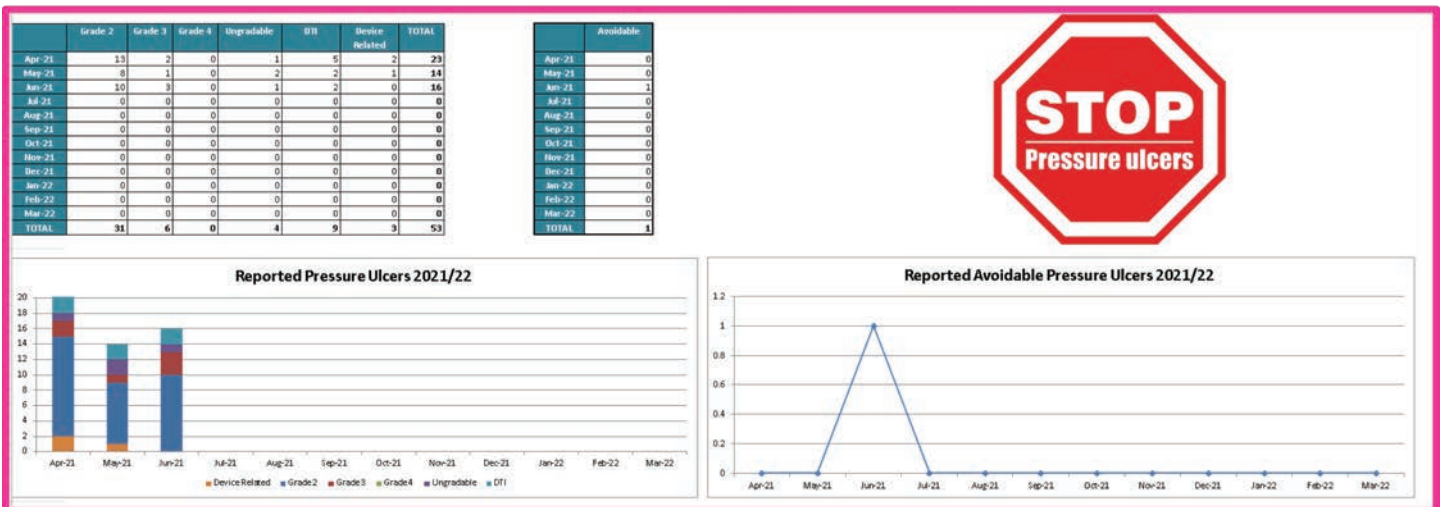 Grade 2 Grade 3 Grade 4 Ungradable DTI Device Related TOTAL
Apr-21 13 2 0 1 5 2 23
May-21 8 1 0 2 2 1 14
Jun-21 10 3 0 1 2 0 16
Jul-21 0 0 0 0 0 0 0
Aug-21 0 0 0 0 0 0 0
Sep-21 0 0 0 0 0 0 0
Oct-21 0 0 0 0 0 0 0
Nov-21 0 0 0 0 0 0 0
Dec-21 0 0 0 0 0 0 0
Jan-22 0 0 0 0 0 0 0
Feb-22 0 0 0 0 0 0 0
Mar-22 0 0 0 0 0 0 0
TOTAL 31 6 0 4 9 3 53
Avoidable
Apr-21 0
May-21 0
Jun-21 1
Jul-21 0
Aug-21 0
Sep-21 0
Oct-21 0
Nov-21 0
Dec-21 0
Jan-22 0
Feb-22 0
Mar-22 0
TOTAL 1
STOP
Pressure ulcers
Reported Pressure Ulcers 2021/22
20
18
16
14
12
10
8
6
4
2
0
Apr-21 May-21 Jun-21 Jul-21 Aug-21 Sep-21 Oct-21 Nov-21 Dec-21 Jan-22 Feb-22 Mar-22
Device Related Grade2 Grade3 Grade4 Ungradable DTI
Reported Avoidable Pressure Ulcers 2021/22
1.2
1
0.8
0.6
0.4
0.2
0
Apr-21 May-21 Jun-21 Jul-21 Aug-21 Sep-21 Oct-21 Nov-21 Dec-21 Jan-22 Feb-22 Mar-22